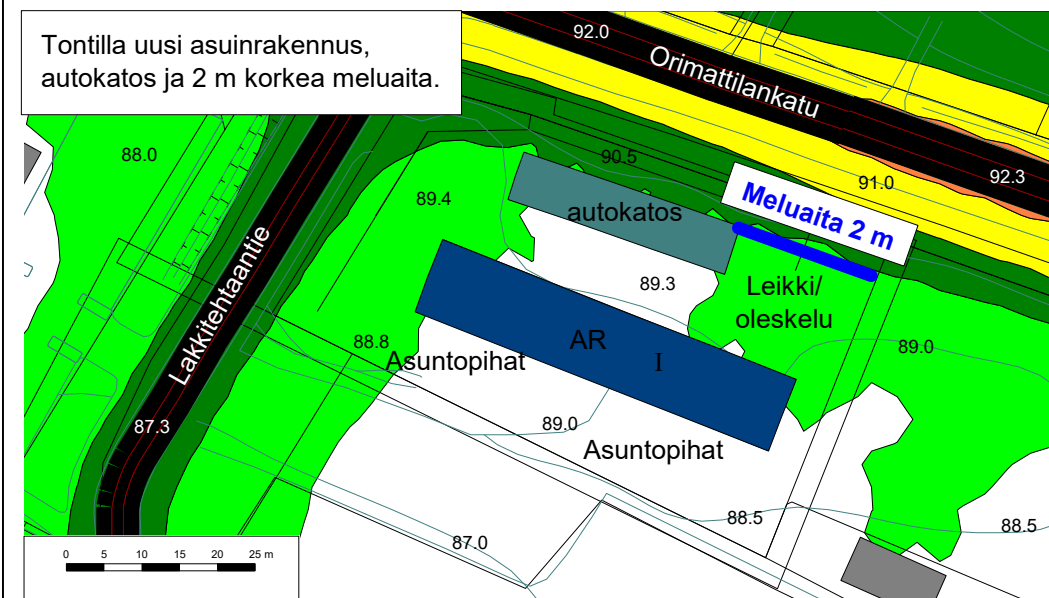 Tontilla uusi asuinrakennus,
autokatos ja 2 m korkea meluaita.
92.0
Orimattilankatu
88.0
90.5
91.0
92.3
89.4
autokatos
Meluaita 2 m
Lakkitehtaantie
89.3
Leikki/
oleskelu
88.8
AR
I
89.0
Asuntopihat
87.3
89.0
Asuntopihat
88.5
88.5
87.0
0 5 10 15 20 25 m